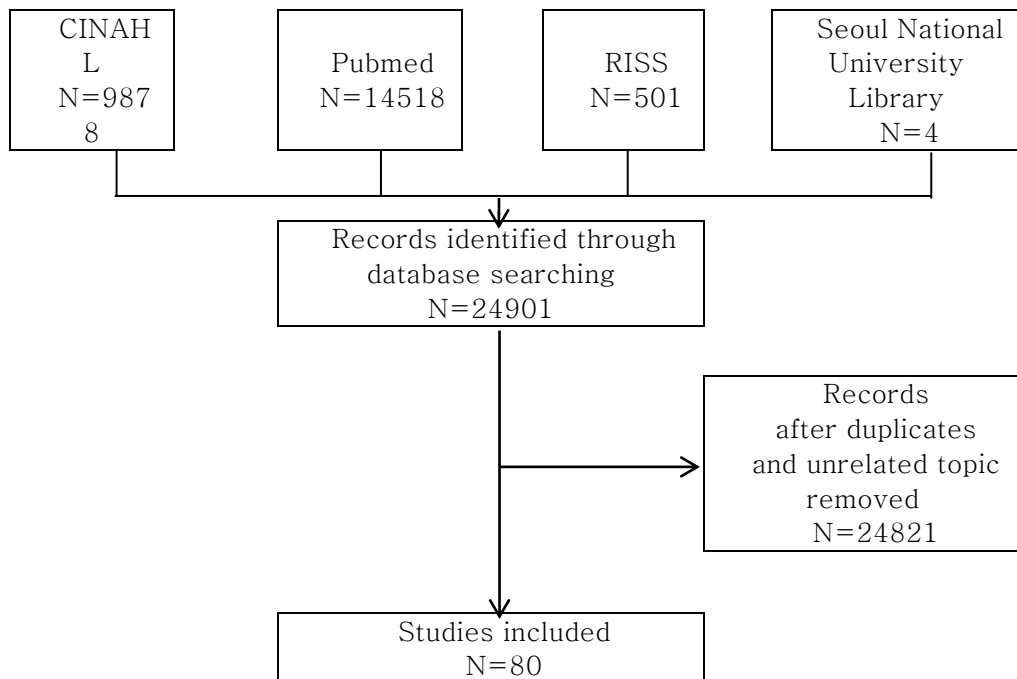 CINAH
L
N=987
8
Pubmed
N=14518
RISS
N=501
Seoul National
University
Library
N=4
Records identified through
database searching
N=24901
Records
after duplicates
and unrelated topic
removed
N=24821
Studies included
N=80